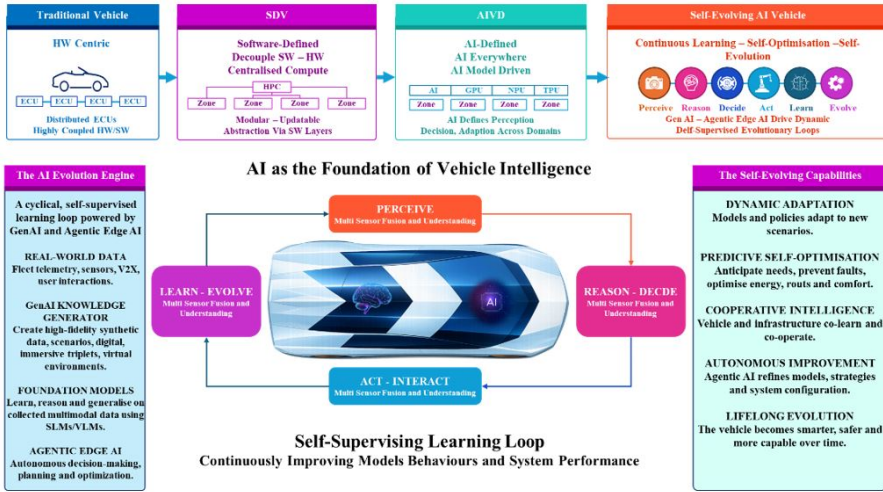 Traditional Vehicle
HW Centric
ECU ECU ECU ECU
Distributed ECUs
Highly Coupled HW/SW
SDV
Software-Defined
Decouple SW – HW
Centralised Compute
HPC
Zone Zone Zone Zone
Modular - Updatable
Abstraction Via SW Layers
AIVD
AI-Defined
AI Everywhere
AI Model Driven
AI GPU NPU TPU
Zone Zone Zone Zone
AI Defines Perception
Decision, Adaption Across Domains
Self-Evolving AI Vehicle
Continuous Learning – Self-Optimisation –Self-
Evolution
Perceive Reason Decide Act Learn Evolve
Gen AI – Agentic Edge AI Drive Dynamic
Delf-Supervised Evolutionary Loops
AI as the Foundation of Vehicle Intelligence
The AI Evolution Engine
A cyclical, self-supervised
learning loop powered by
GenAI and Agentic Edge AI
REAL-WORLD DATA
Fleet telemetry, sensors, V2X,
user interactions.
GenAI KNOWLEDGE
GENERATOR
Create high-fidelity synthetic
data, scenarios, digital,
immersive triplets, virtual
environments.
FOUNDATION MODELS
Learn, reason and generalise on
collected multimodal data using
SLMs/VLMs.
AGENTIC EDGE AI
Autonomous decision-making,
planning and optimization.
PERCEIVE
Multi Sensor Fusion and Understanding
LEARN - EVOLVE
Multi Sensor Fusion and
Understanding
AI
REASON - DECDE
Multi Sensor Fusion and
Understanding
ACT - INTERACT
Multi Sensor Fusion and Understanding
Self-Supervising Learning Loop
Continuously Improving Models Behaviours and System Performance
The Self-Evolving Capabilities
DYNAMIC ADAPTATION
Models and policies adapt to new
scenarios.
PREDICIVE SELF-OPTIMISATION
Anticipate needs, prevent faults,
optimise energy, routs and comfort.
COOPERATIVE INTELLIGENCE
Vehicle and infrastructure co-learn and
co-operate.
AUTONOMOUS IMPROVEMENT
Agentic AI refines models, strategies
and system configuration.
LIFELONG EVOLUTION
The vehicle becomes smarter, safer and
more capable over time.